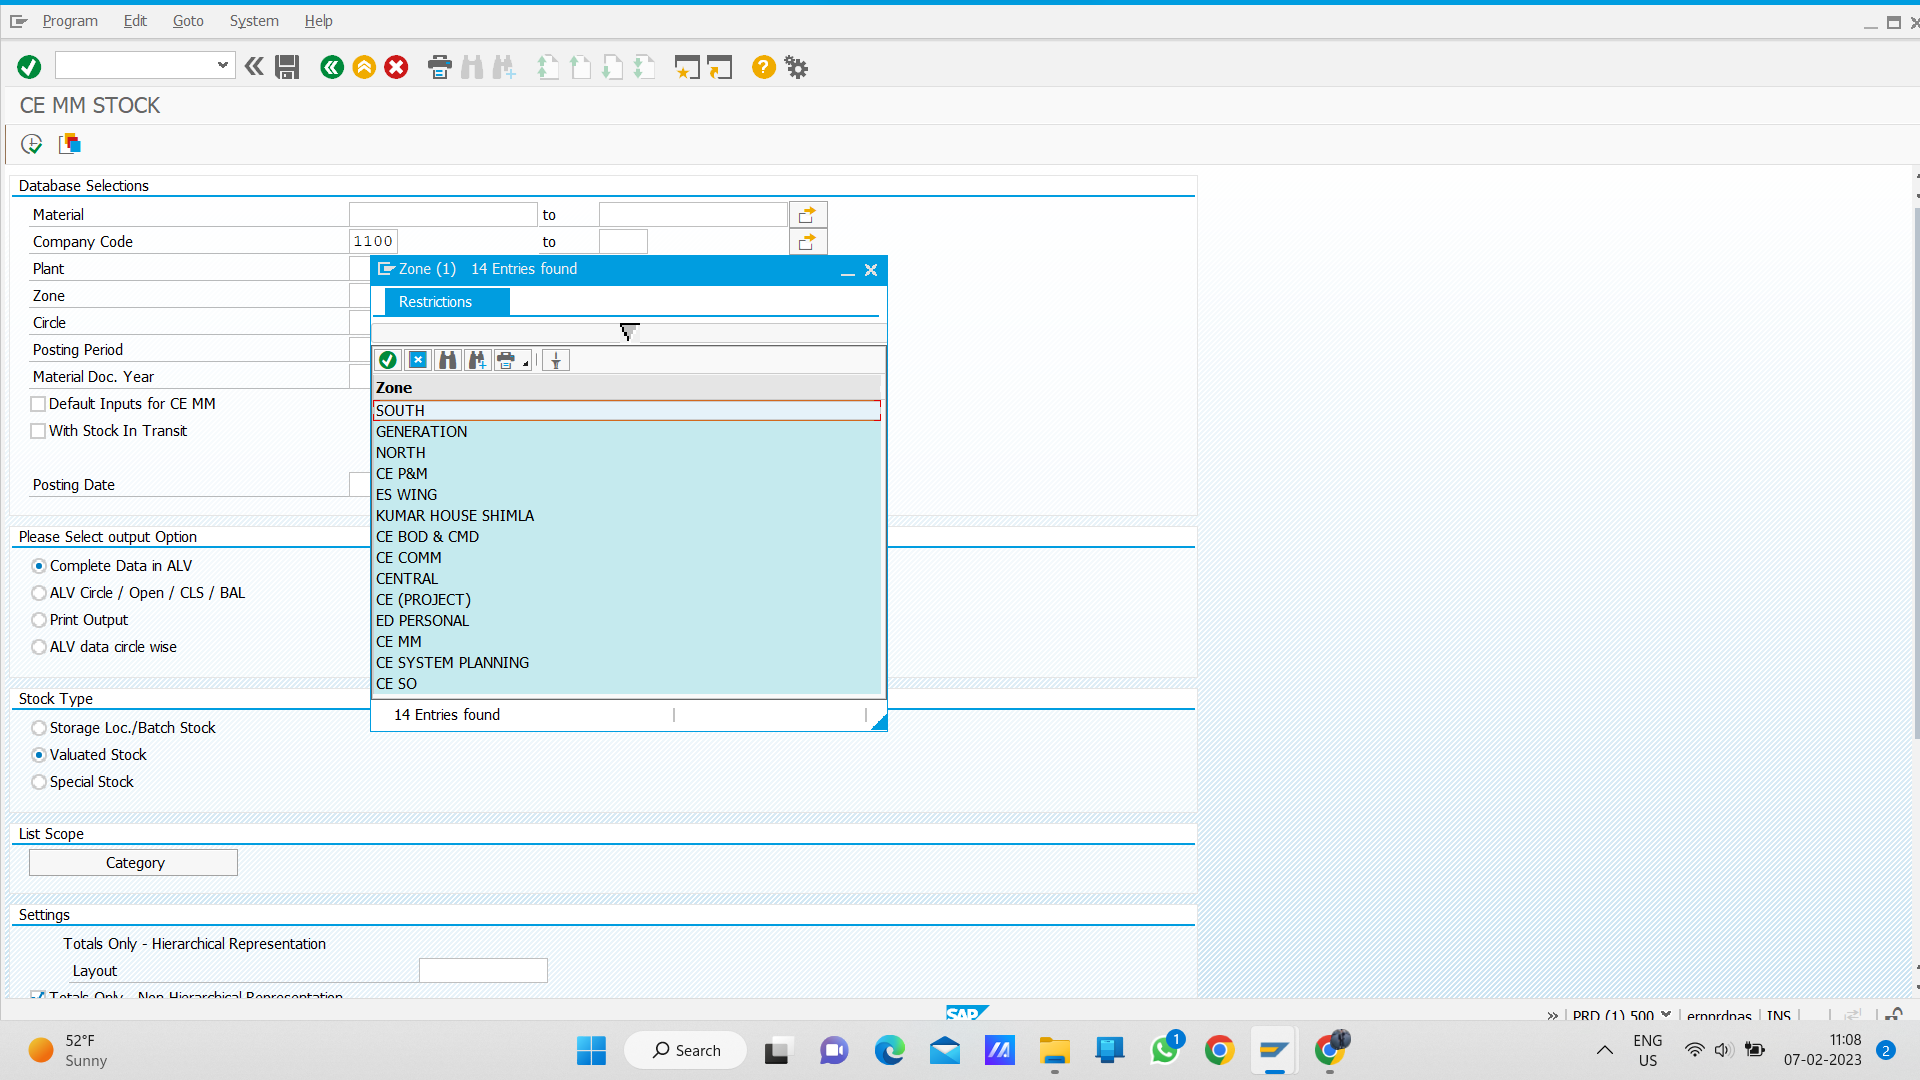 Program Edit Goto System Help
CE MM STOCK
Database Selections
Material to
Company Code 1100 to
Plant
Zone
Circle
Posting Period
Material Doc. Year
Default Inputs for CE MM
With Stock In Transit
Posting Date
Zone (1) 14 Entries found
Restrictions
Zone
SOUTH
GENERATION
NORTH
CE P&M
ES WING
KUMAR HOUSE SHIMLA
CE BOD & CMD
CE COMM
CENTRAL
CE (PROJECT)
ED PERSONAL
CE MM
CE SYSTEM PLANNING
CE SO
14 Entries found
Please Select output Option
Complete Data in ALV
ALV Circle / Open / CLS / BAL
Print Output
ALV data circle wise
Stock Type
Storage Loc./Batch Stock
Valuated Stock
Special Stock
List Scope
Category
Settings
Totals Only - Hierarchical Representation
Layout
Totals Only - Non-Hierarchical Representation
SAP
PRD (1) 500 erpprdpas INS
52°F
Sunny
Search
1
ENG
US
11:08
07-02-2023
2